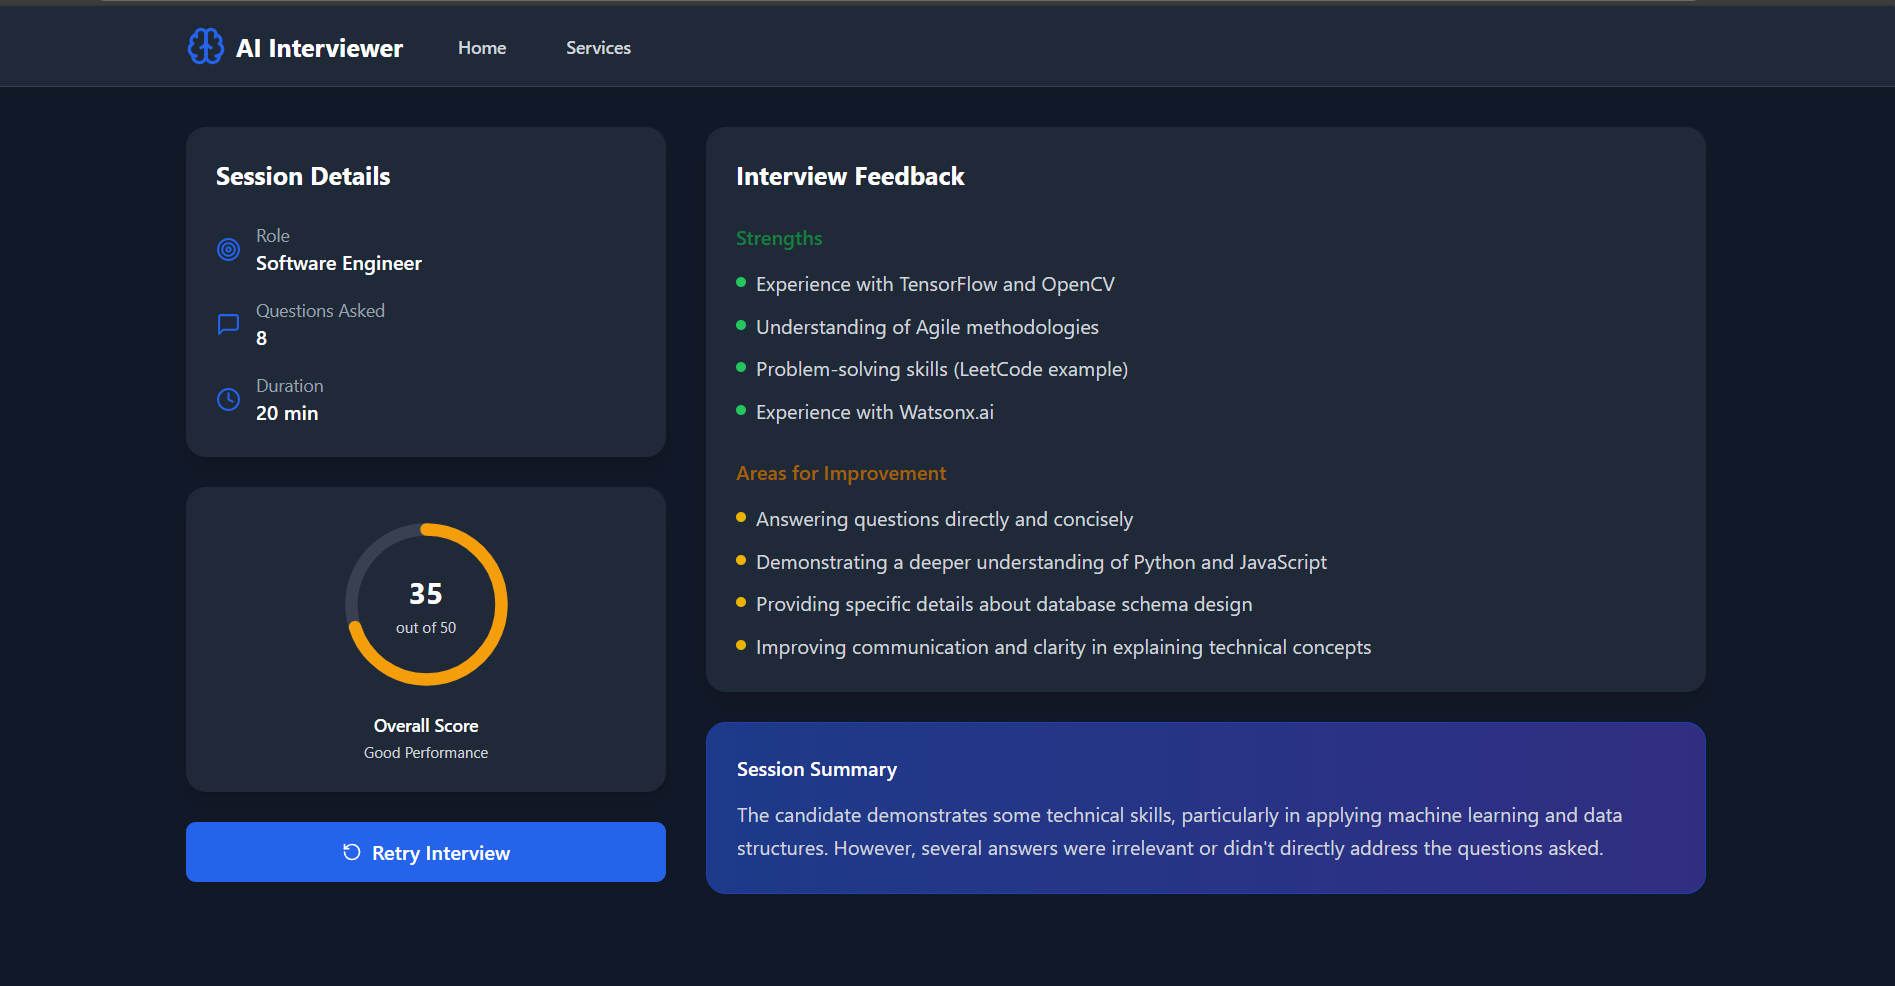 AI Interviewer
Home
Services
Session Details
Role
Software Engineer
Questions Asked
8
Duration
20 min
35
out of 50
Overall Score
Good Performance
Retry Interview
Interview Feedback
Strengths
Experience with TensorFlow and OpenCV
Understanding of Agile methodologies
Problem-solving skills (LeetCode example)
Experience with Watsonx.ai
Areas for Improvement
Answering questions directly and concisely
Demonstrating a deeper understanding of Python and JavaScript
Providing specific details about database schema design
Improving communication and clarity in explaining technical concepts
Session Summary
The candidate demonstrates some technical skills, particularly in applying machine learning and data
structures. However, several answers were irrelevant or didn't directly address the questions asked.